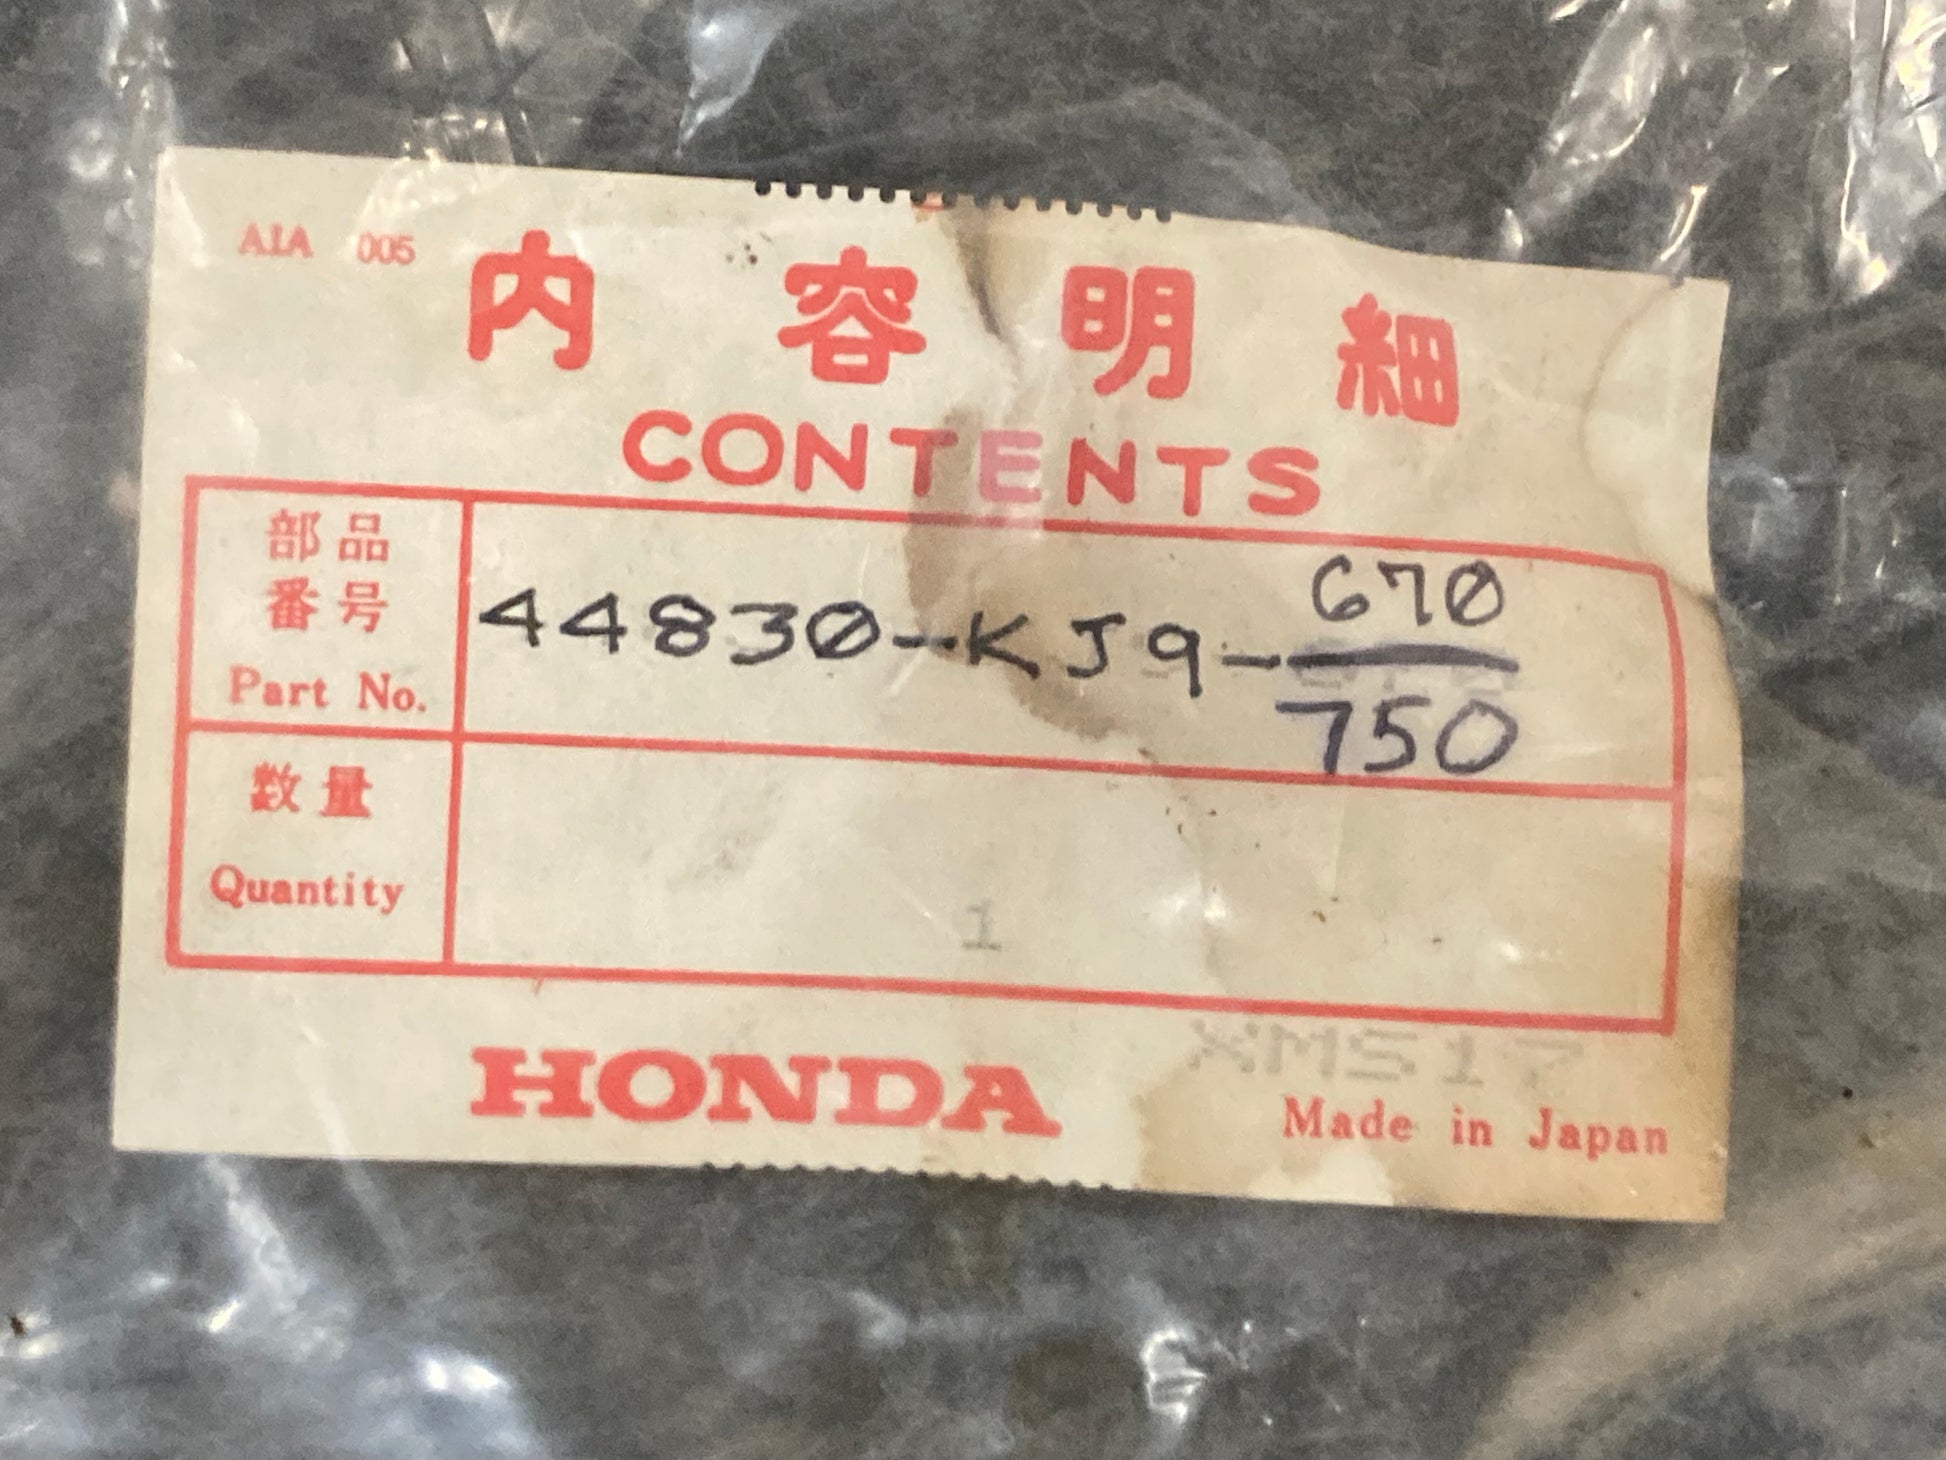 AIA 005
内容明細
CONTENTS
部品
番号
Part No.
44830-KJ9-670
750
数量
Quantity
1
XMS17
HONDA
Made in Japan